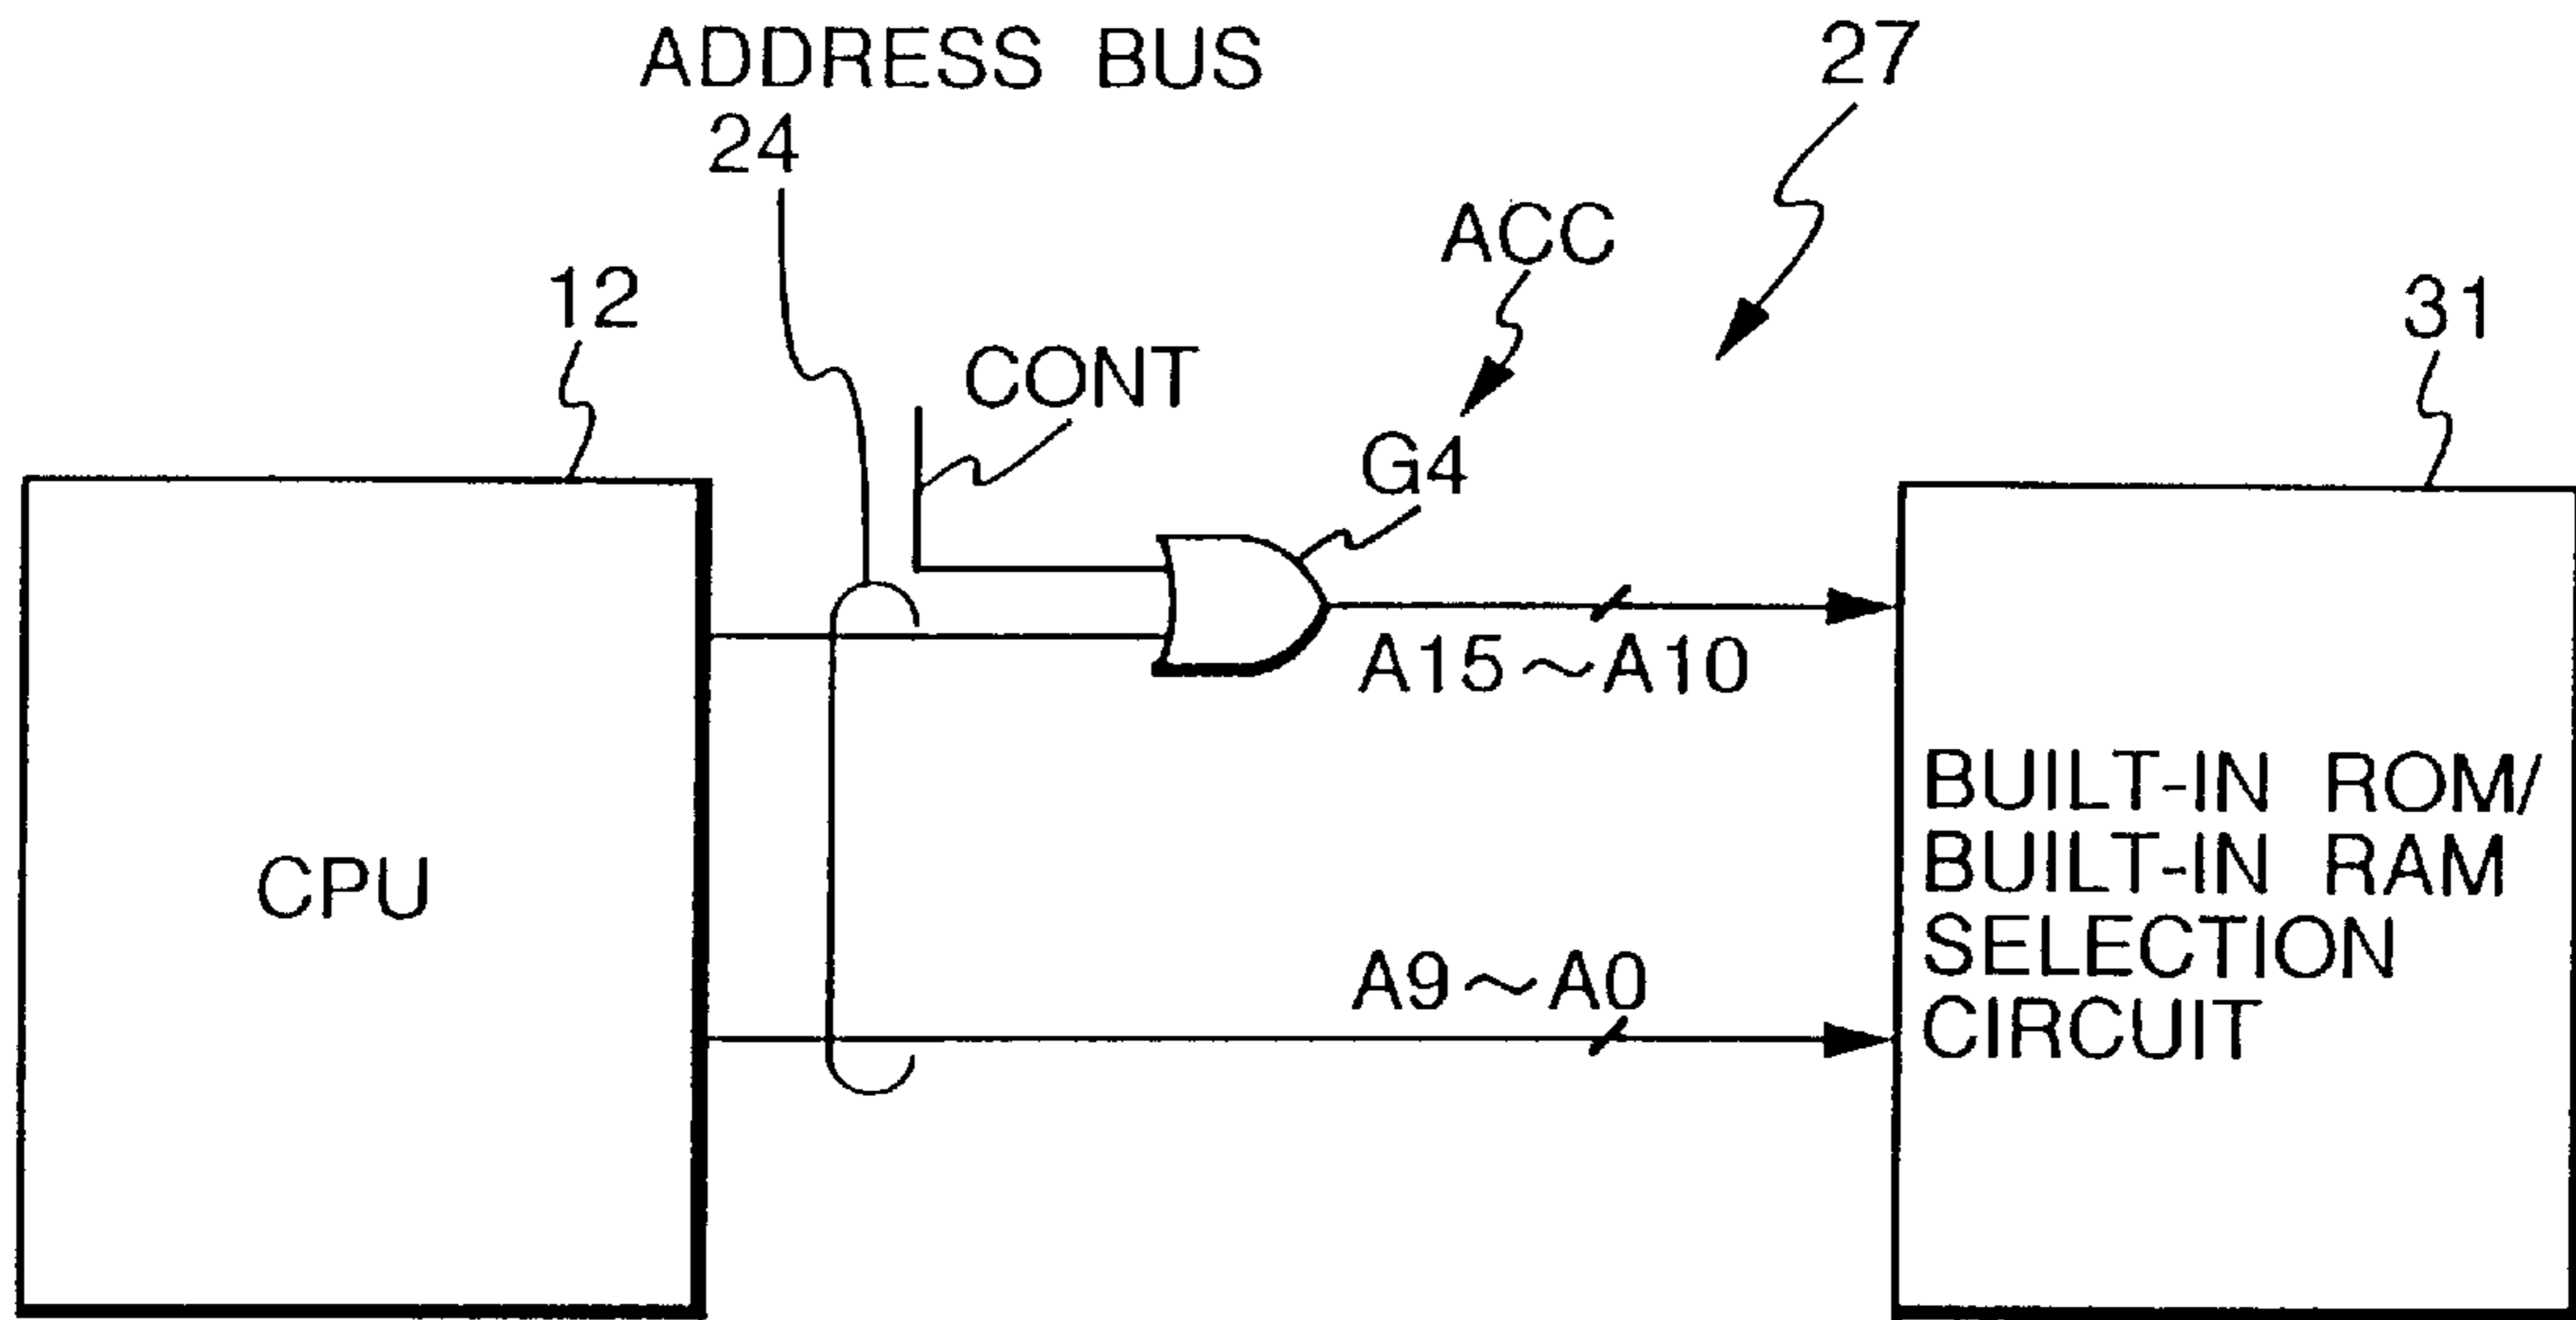 ADDRESS BUS
24
27
ACC
12
31
CONT
G4
A15~A10
CPU
BUILT-IN ROM/
BUILT-IN RAM
SELECTION
CIRCUIT
A9~A0